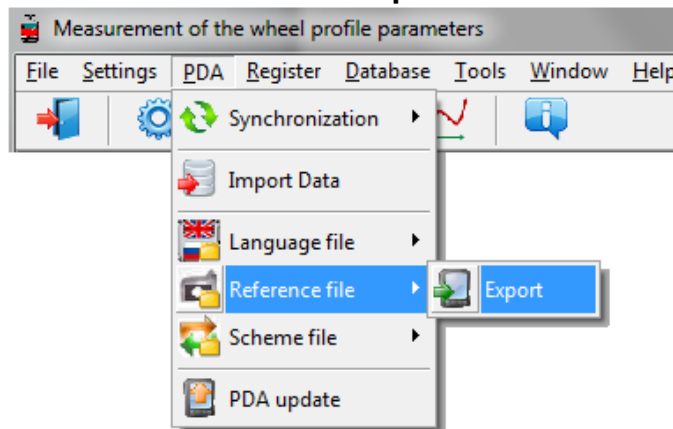 Measurement of the wheel profile parameters
File Settings PDA Register Database Tools Window Help
Synchronization
Import Data
Language file
Reference file
Export
Scheme file
PDA update